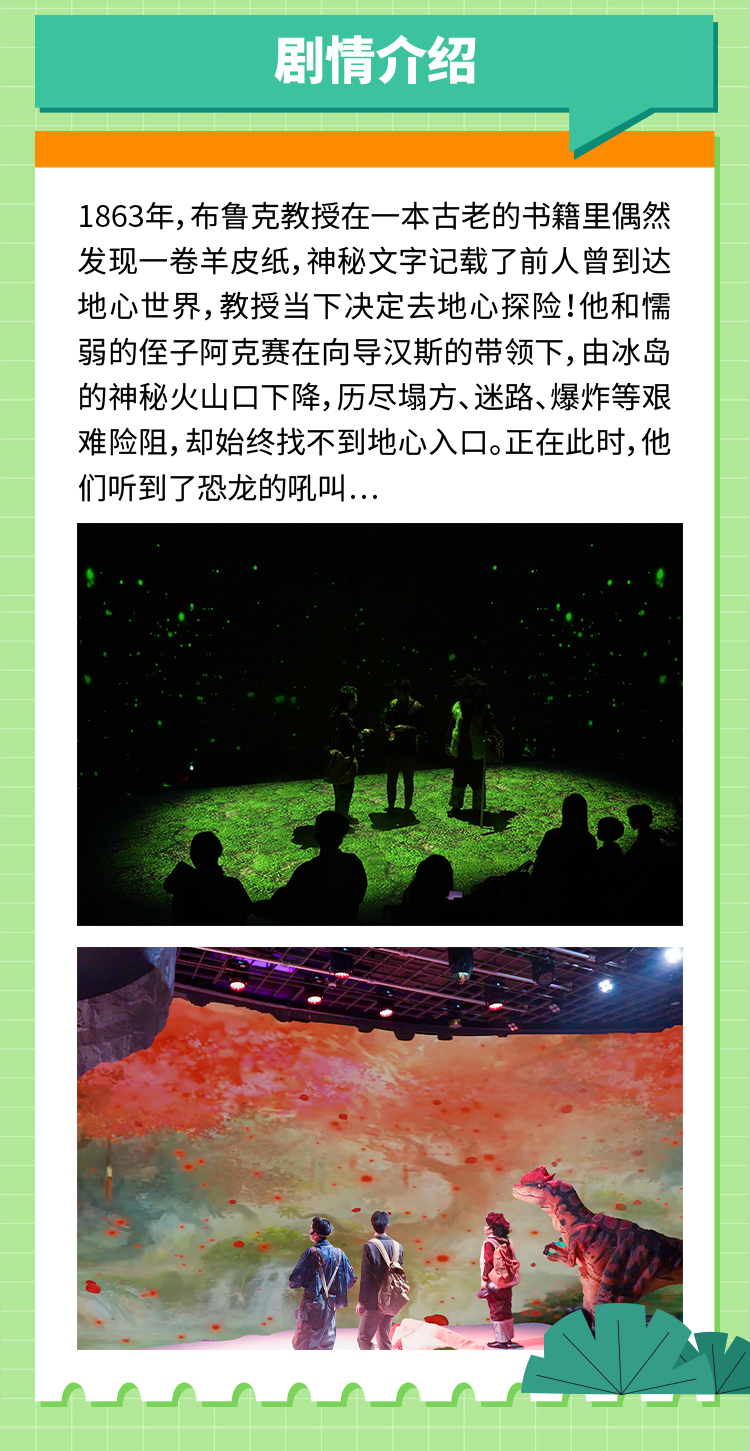 剧情介绍
1863年，布鲁克教授在一本古老的书籍里偶然
发现一卷羊皮纸，神秘文字记载了前人曾到达
地心世界，教授当下决定去地心探险！他和懦
弱的侄子阿克赛在向导汉斯的带领下，由冰岛
的神秘火山口下降，历尽塌方、迷路、爆炸等艰
难险阻，却始终找不到地心入口。正在此时，他
们听到了恐龙的吼叫...